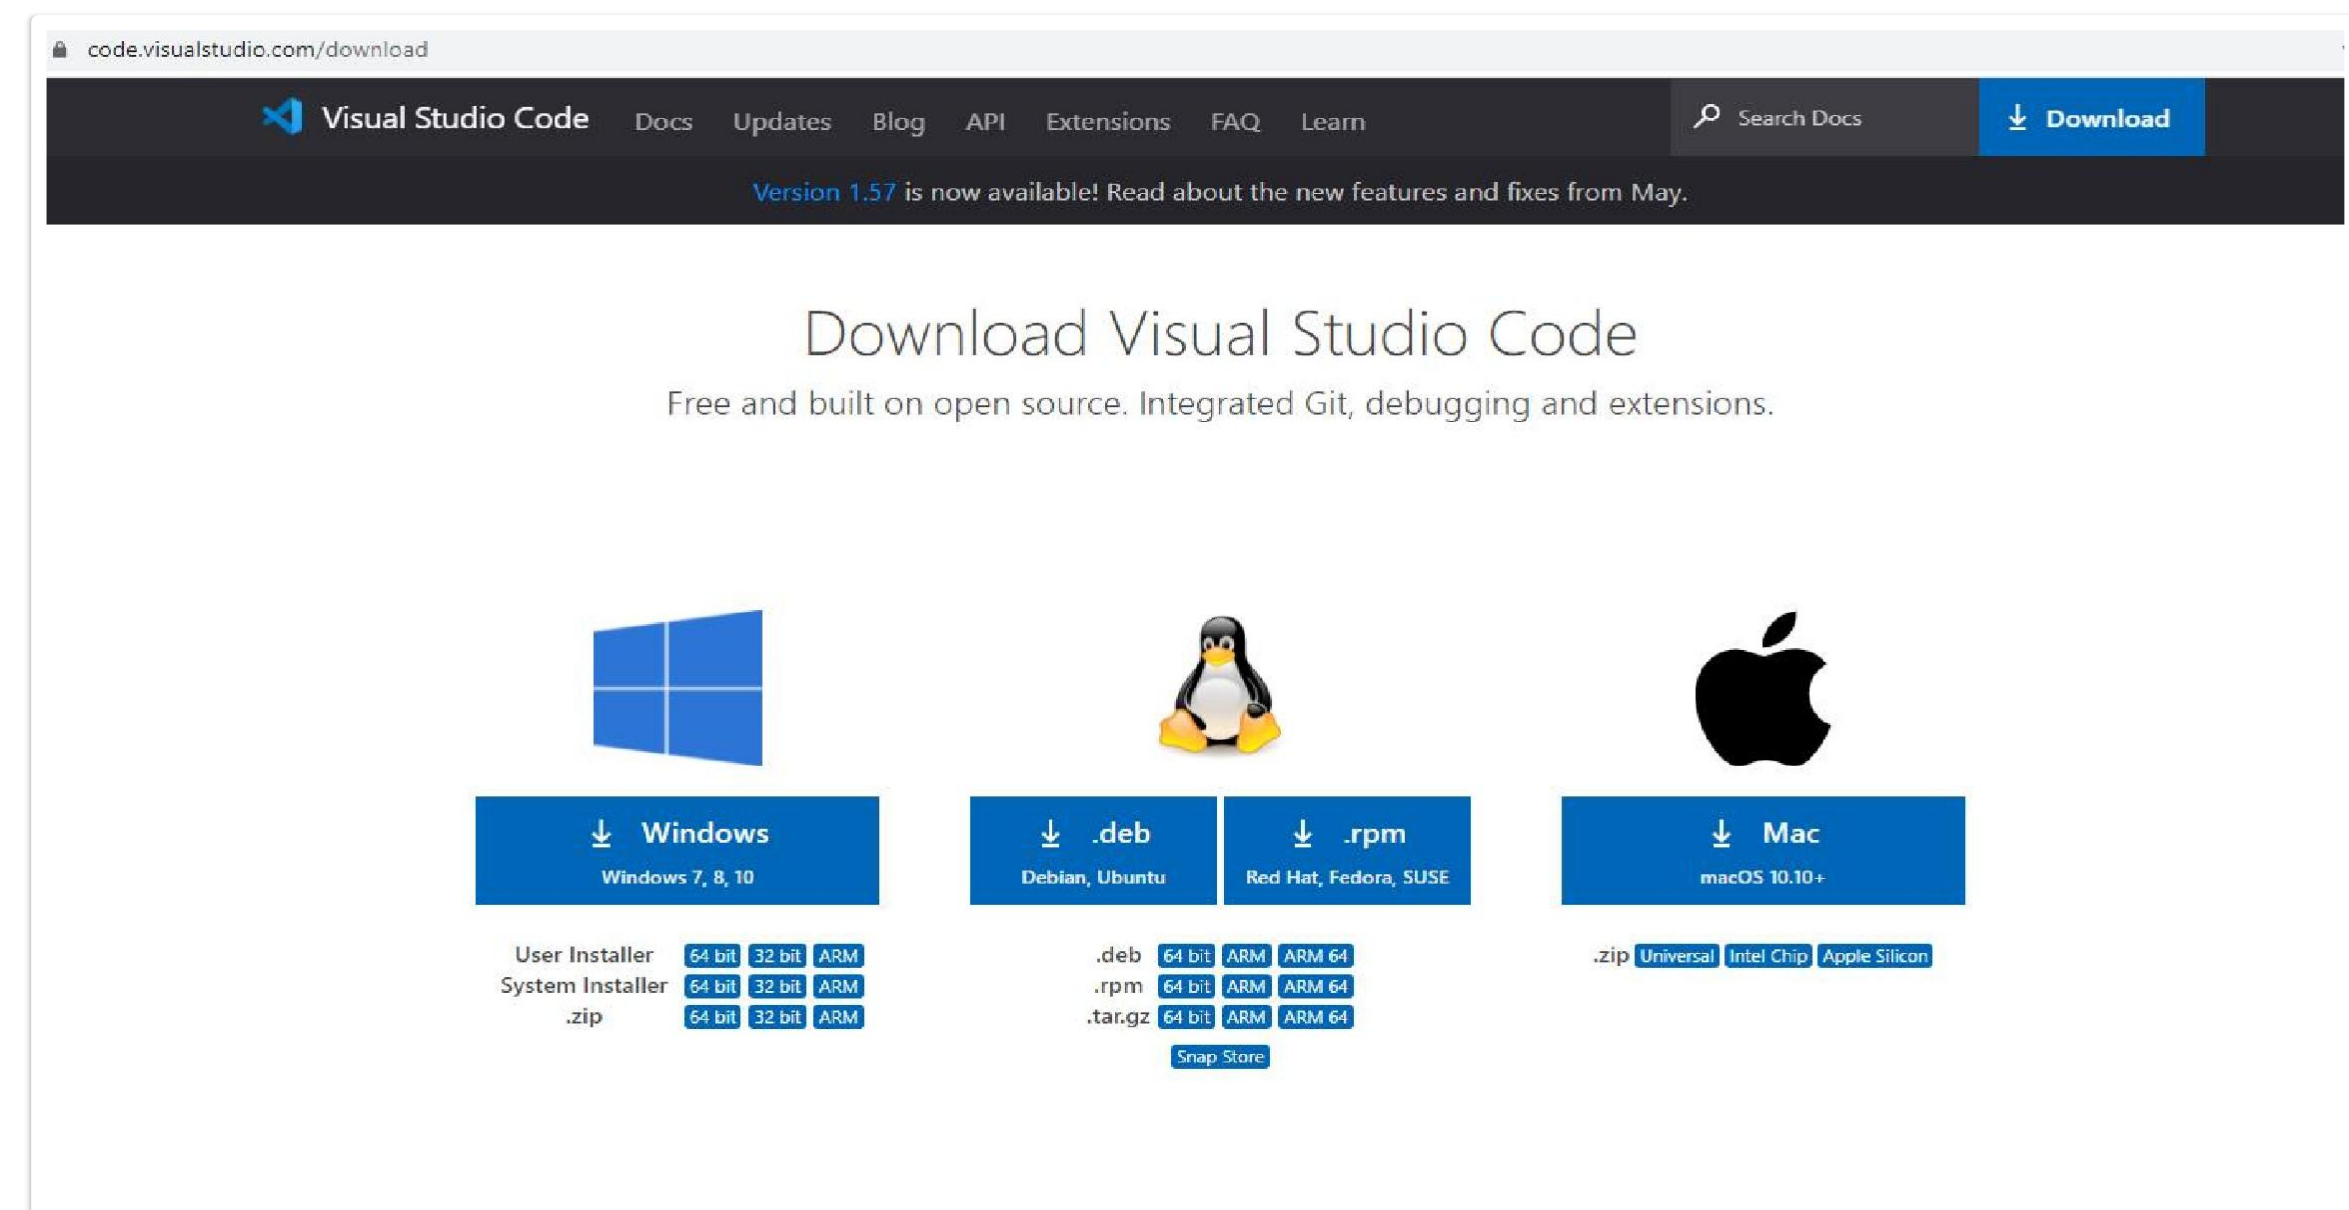 code.visualstudio.com/download
Visual Studio Code Docs Updates Blog API Extensions FAQ Learn Search Docs Download
Version 1.57 is now available! Read about the new features and fixes from May.
Download Visual Studio Code
Free and built on open source. Integrated Git, debugging and extensions.
Windows
Windows 7, 8, 10
User Installer 64 bit 32 bit ARM
System Installer 64 bit 32 bit ARM
.zip 64 bit 32 bit ARM
.deb
Debian, Ubuntu
.rpm
Red Hat, Fedora, SUSE
.deb 64 bit ARM ARM 64
.rpm 64 bit ARM ARM 64
.tar.gz 64 bit ARM ARM 64
Snap Store
Mac
macOS 10.10+
.zip Universal Intel Chip Apple Silicon